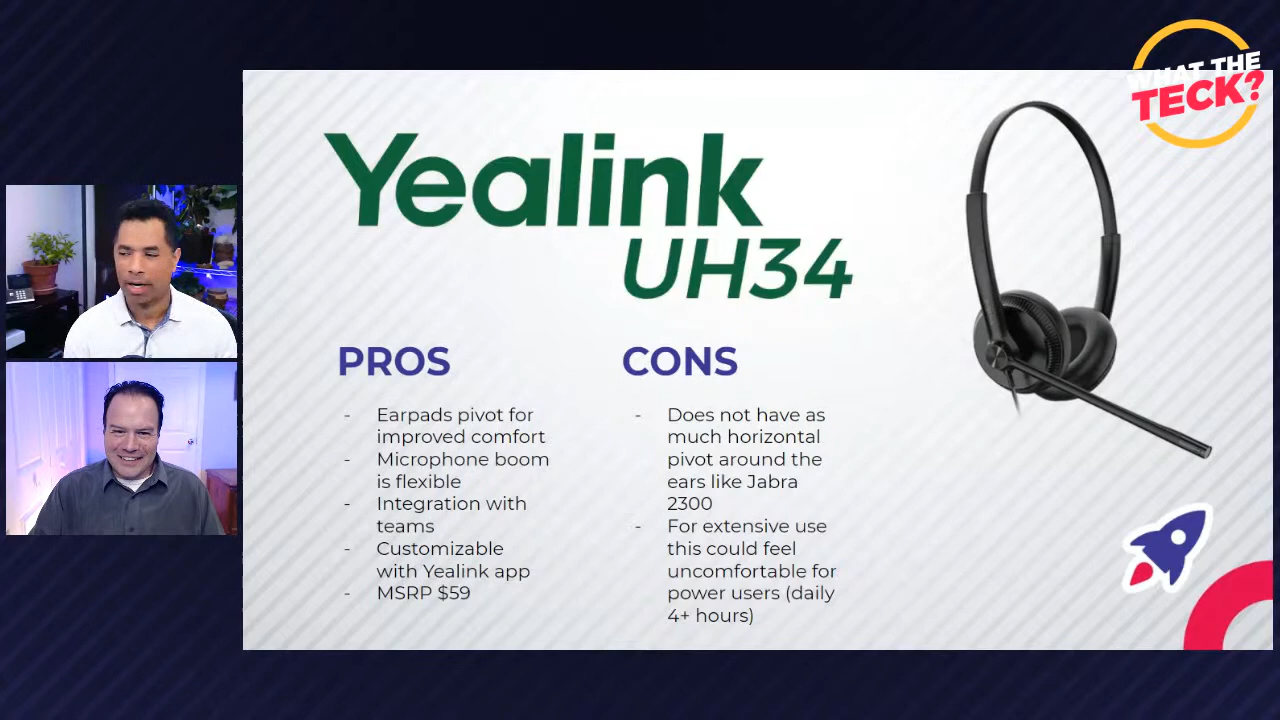 WHAT THE
TECK?
Yealink
UH34
PROS
- Earpads pivot for
improved comfort
- Microphone boom
is flexible
- Integration with
teams
- Customizable
with Yealink app
- MSRP $59
CONS
- Does not have as
much horizontal
pivot around the
ears like Jabra
2300
- For extensive use
this could feel
uncomfortable for
power users (daily
4+ hours)